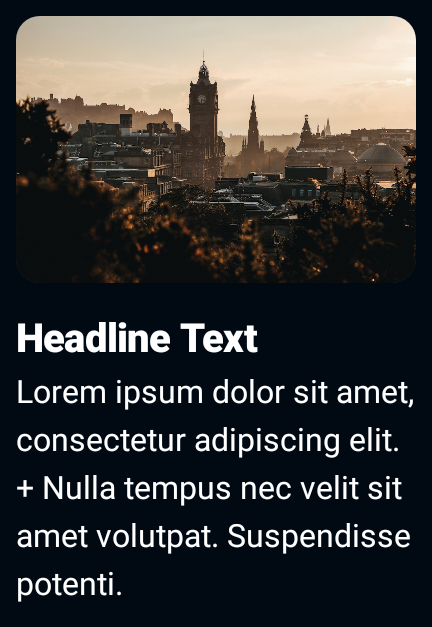 Headline Text
Lorem ipsum dolor sit amet,
consectetur adipiscing elit.
+ Nulla tempus nec velit sit
amet volutpat. Suspendisse
potenti.